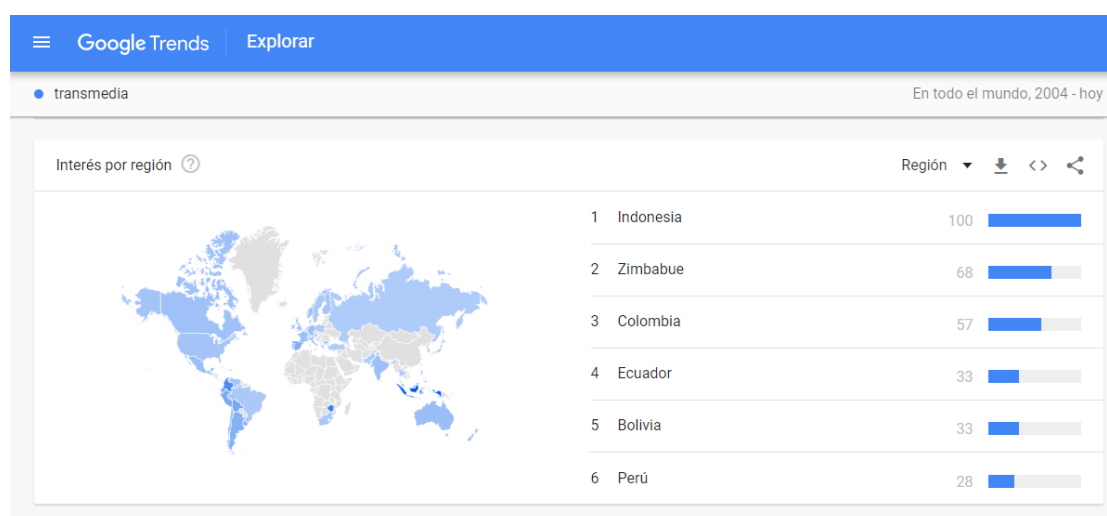 Google Trends Explorar
transmedia En todo el mundo, 2004 - hoy
Interés por región Región
1 Indonesia 100
2 Zimbabue 68
3 Colombia 57
4 Ecuador 33
5 Bolivia 33
6 Perú 28